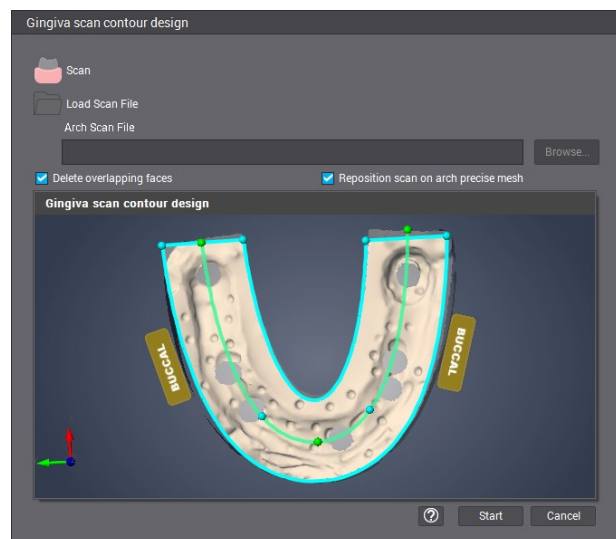 Gingiva scan contour design
Scan
Load Scan File
Arch Scan File
Browse...
Delete overlapping faces
Reposition scan on arch precise mesh
Gingiva scan contour design
BUCCAL
BUCCAL
?
Start
Cancel